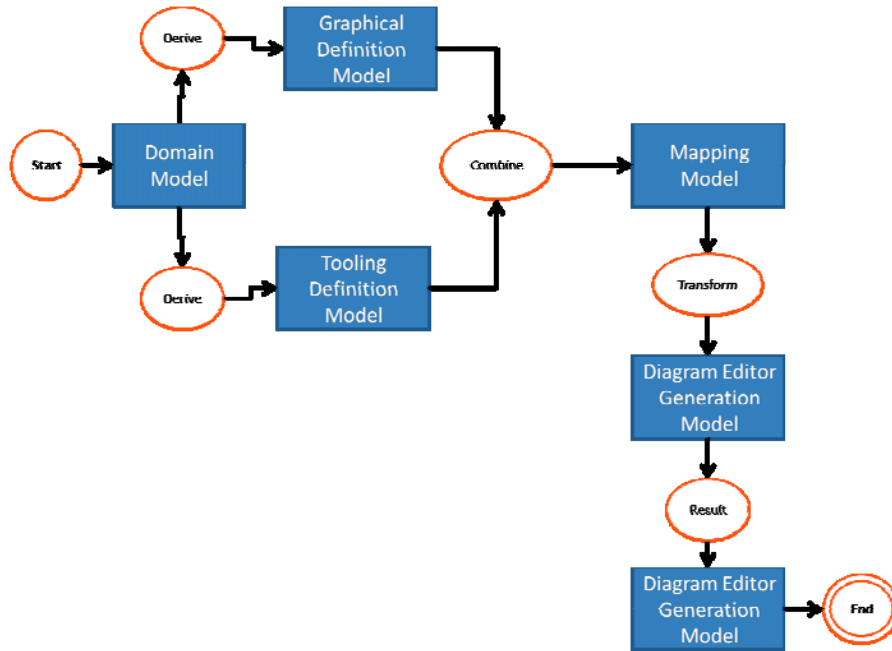 Derive
Graphical
Definition
Model
Start
Domain
Model
Combine
Mapping
Model
Derive
Tooling
Definition
Model
Transform
Diagram Editor
Generation
Model
Result
Diagram Editor
Generation
Model
End